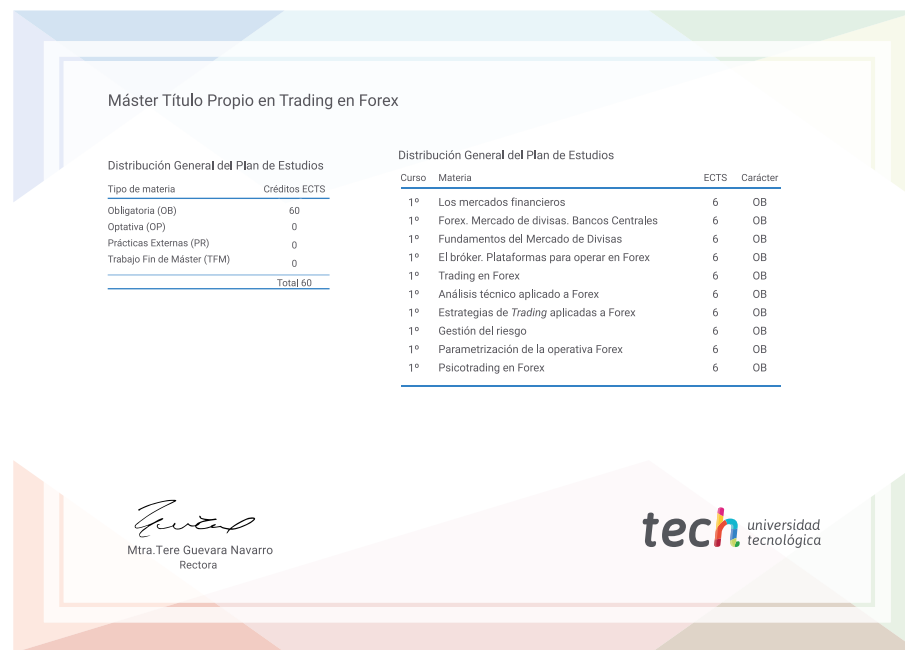 Máster Título Propio en Trading en Forex
Distribución General del Plan de Estudios
Tipo de materia Créditos ECTS
Obligatoria (OB) 60
Optativa (OP) 0
Prácticas Externas (PR) 0
Trabajo Fin de Máster (TFM) 0
Total 60
Distribución General del Plan de Estudios
Curso Materia ECTS Carácter
1º Los mercados financieros 6 OB
1º Forex. Mercado de divisas. Bancos Centrales 6 OB
1º Fundamentos del Mercado de Divisas 6 OB
1º El bróker. Plataformas para operar en Forex 6 OB
1º Trading en Forex 6 OB
1º Análisis técnico aplicado a Forex 6 OB
1º Estrategias de Trading aplicadas a Forex 6 OB
1º Gestión del riesgo 6 OB
1º Parametrización de la operativa Forex 6 OB
1º Psicotrading en Forex 6 OB
Mtra.Tere Guevara Navarro
Rectora
tech universidad
tecnológica